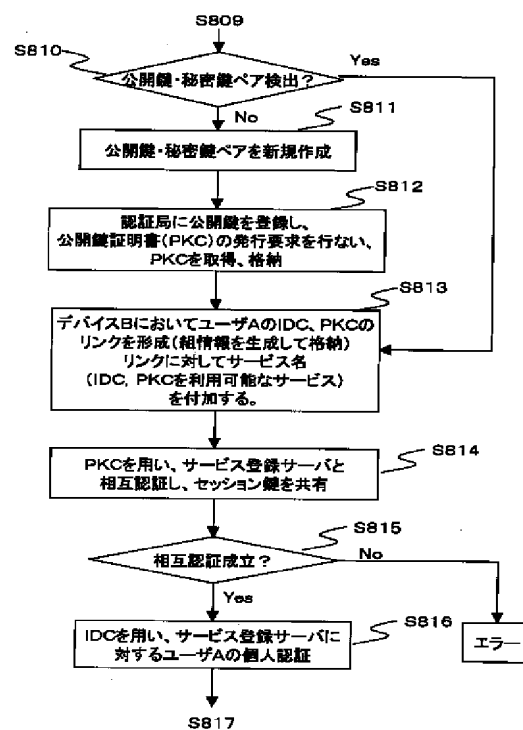 S809
S810
公開鍵・秘密鍵ペア検出?
Yes
No
S811
公開鍵・秘密鍵ペアを新規作成
S812
認証局に公開鍵を登録し、
公開鍵証明書(PKC)の発行要求を行ない、
PKCを取得、格納
S813
デバイスBにおいてユーザAのIDC、PKCの
リンクを形成(組情報を生成して格納)
リンクに対してサービス名
(IDC, PKCを利用可能なサービス)
を付加する。
S814
PKCを用い、サービス登録サーバと
相互認証し、セッション鍵を共有
S815
相互認証成立?
No
Yes
S816
IDCを用い、サービス登録サーバに
対するユーザAの個人認証
エラー
S817